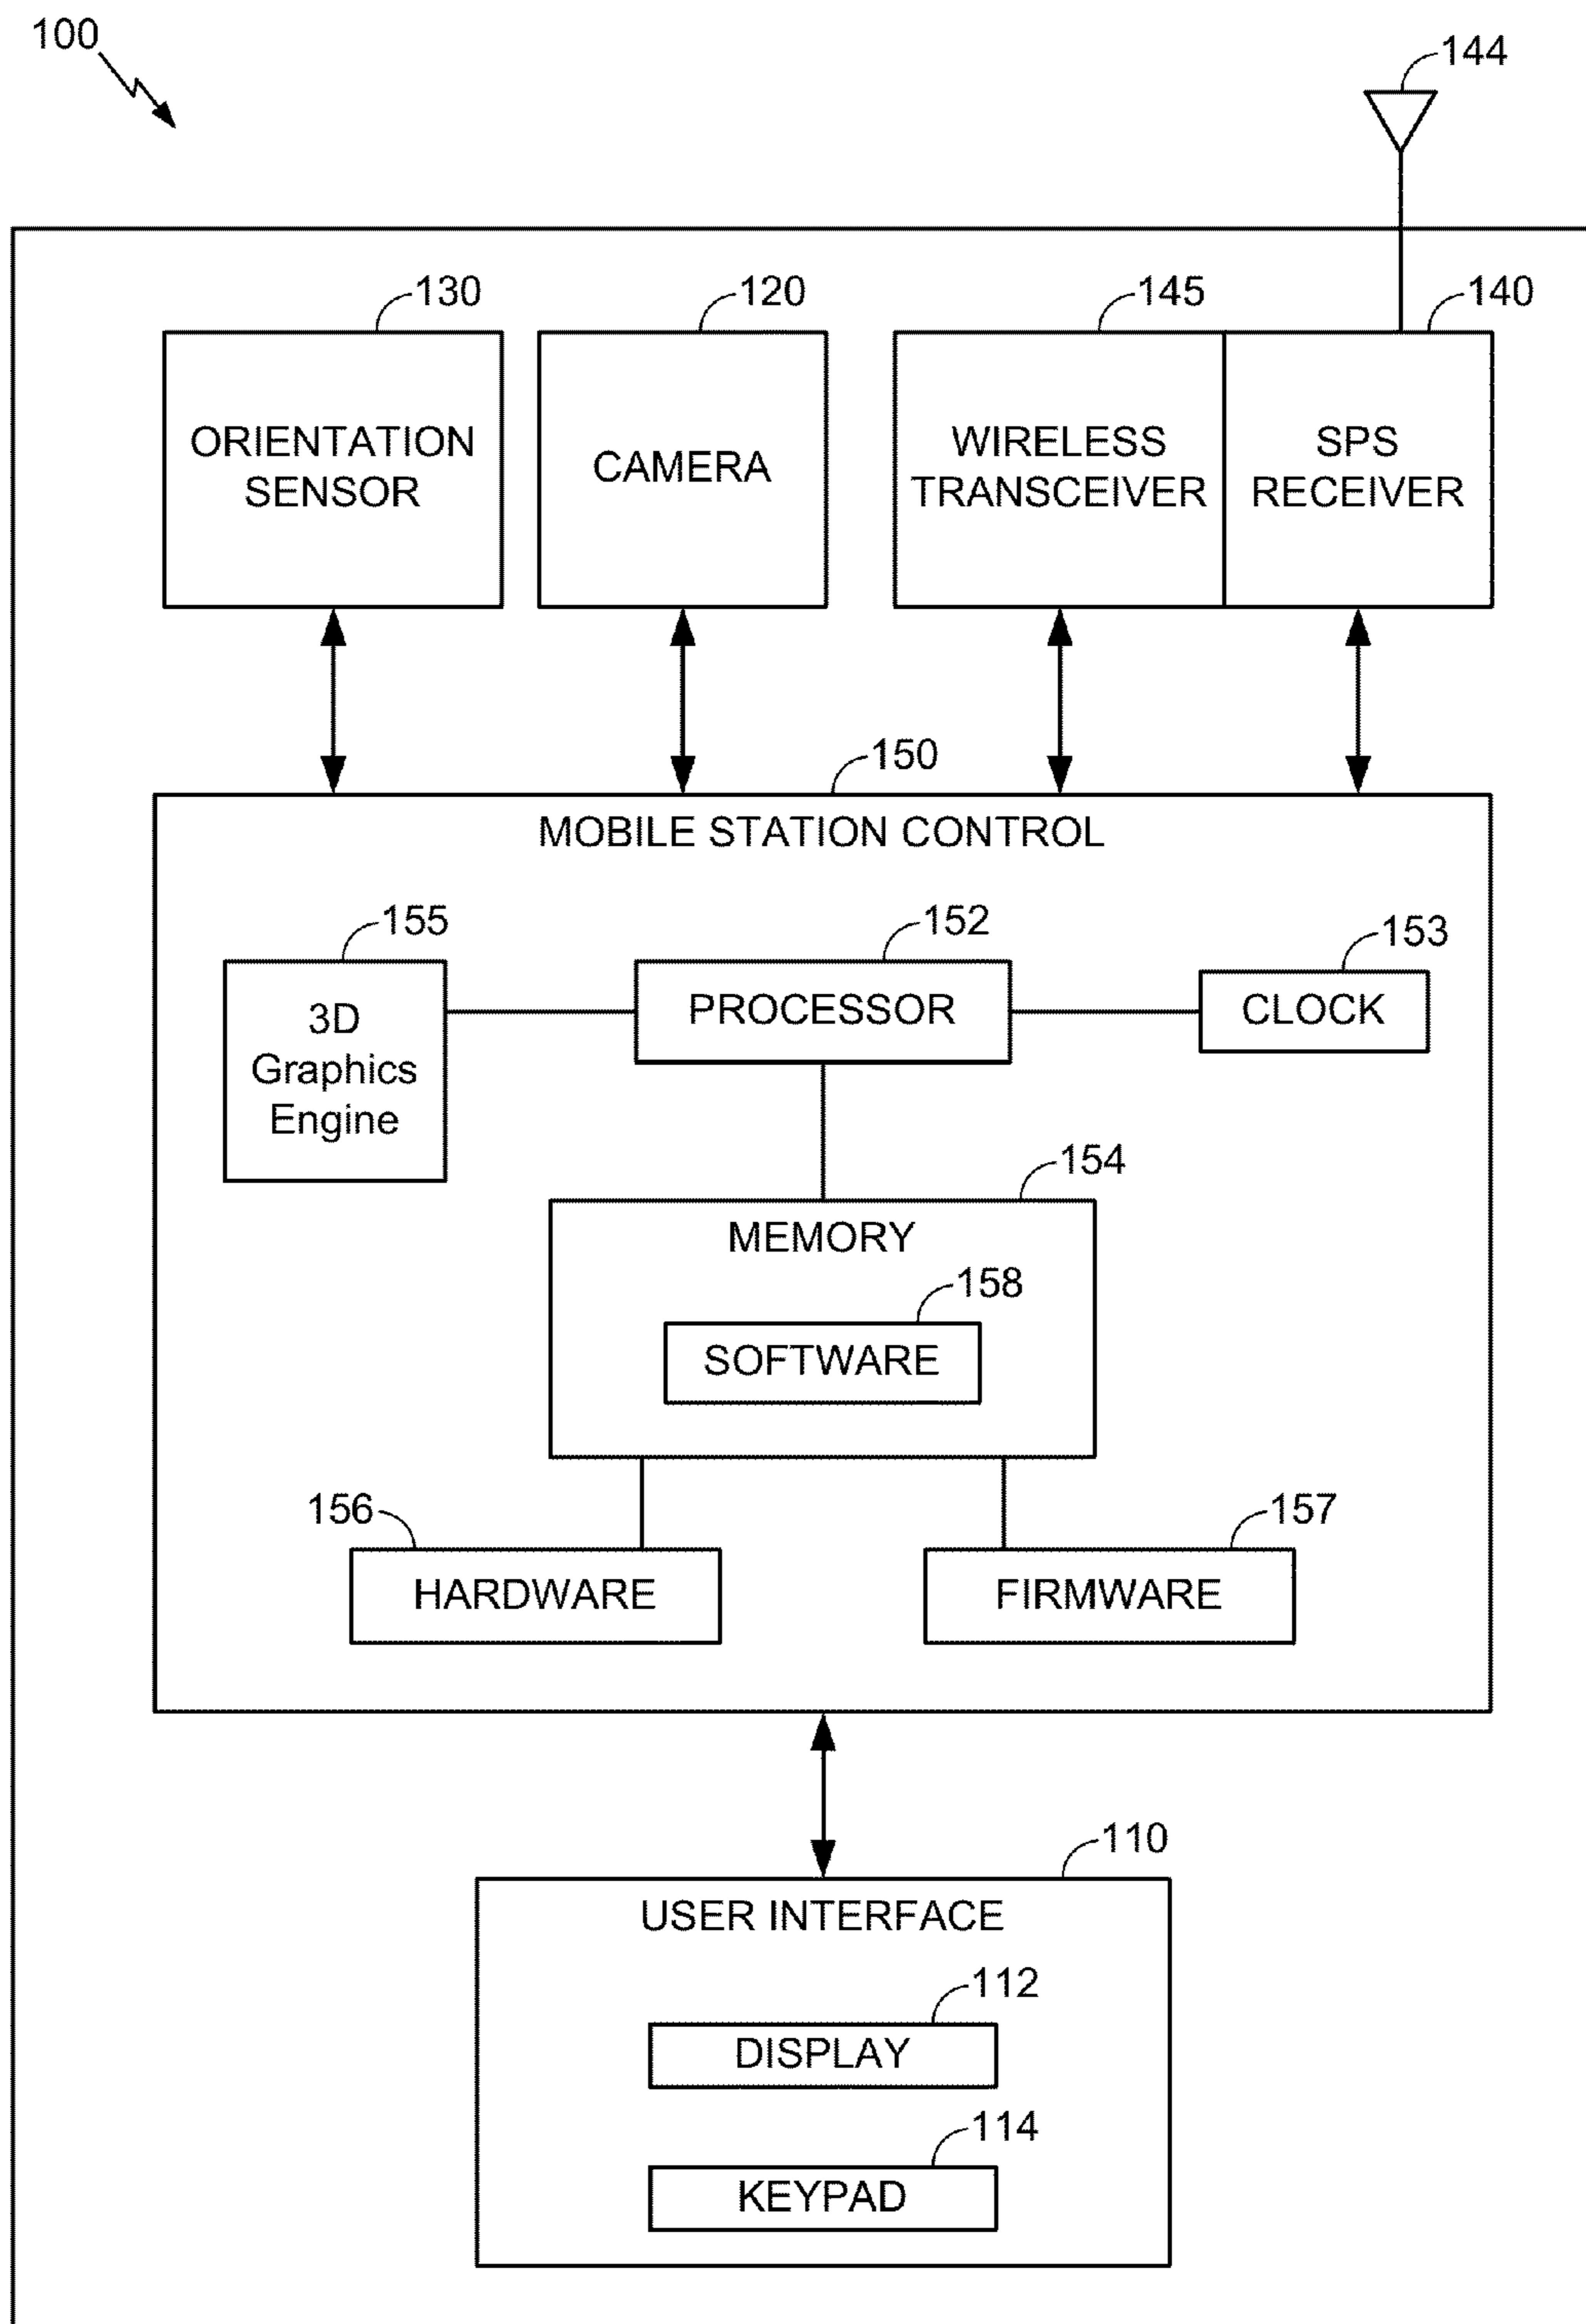 100
144
130
120
145
140
ORIENTATION
SENSOR
CAMERA
WIRELESS
TRANSCEIVER
SPS
RECEIVER
150
MOBILE STATION CONTROL
155
152
153
3D
Graphics
Engine
PROCESSOR
CLOCK
154
MEMORY
158
SOFTWARE
156
157
HARDWARE
FIRMWARE
110
USER INTERFACE
112
DISPLAY
114
KEYPAD